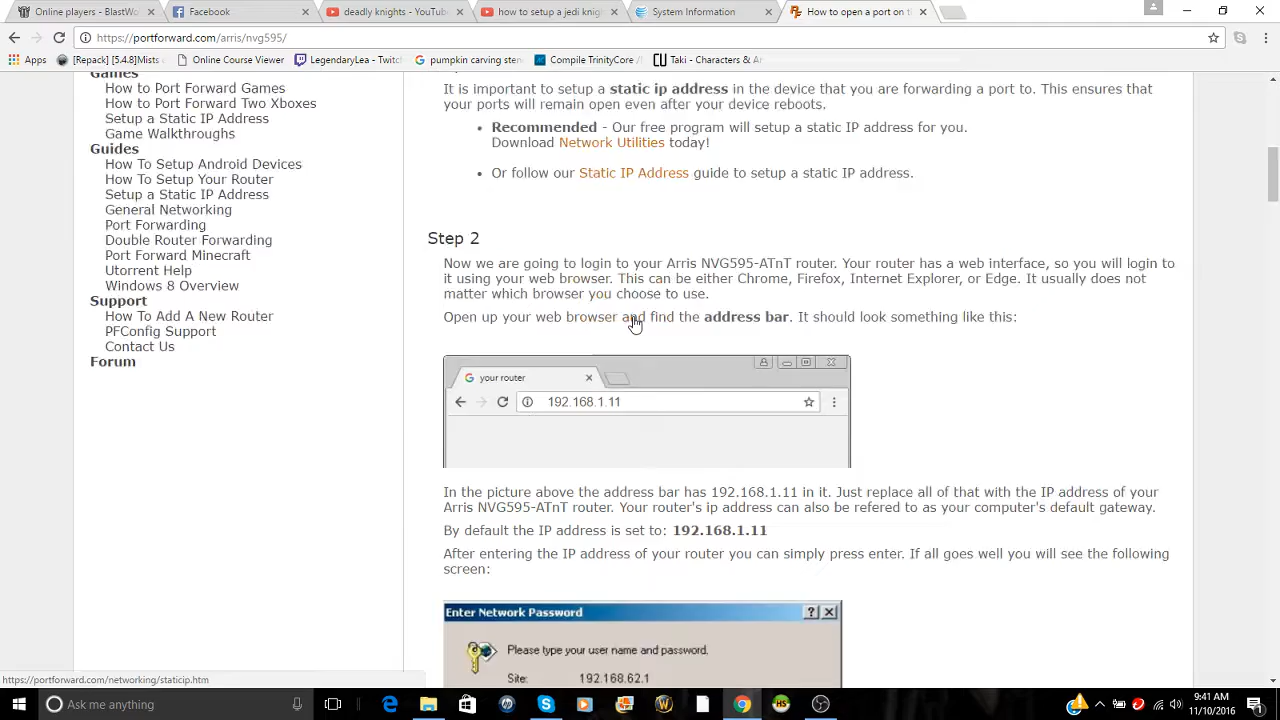 Online players - BlastWo
Facebook
deadly knights - YouTube
how to setup a jedi knigh
System Information
How to open a port on th
https://portforward.com/arris/nvg595/
Apps
[Repack] [5.4.8]Mists
Online Course Viewer
LegendaryLea - Twitch
pumpkin carving sten
Compile TrinityCore /
Taki - Characters & Ar
Games
How to Port Forward Games
How to Port Forward Two Xboxes
Setup a Static IP Address
Game Walkthroughs
Guides
How To Setup Android Devices
How To Setup Your Router
Setup a Static IP Address
General Networking
Port Forwarding
Double Router Forwarding
Port Forward Minecraft
Utorrent Help
Windows 8 Overview
Support
How To Add A New Router
PFConfig Support
Contact Us
Forum
It is important to setup a static ip address in the device that you are forwarding a port to. This ensures that
your ports will remain open even after your device reboots.
• Recommended - Our free program will setup a static IP address for you.
Download Network Utilities today!
• Or follow our Static IP Address guide to setup a static IP address.
Step 2
Now we are going to login to your Arris NVG595-ATnT router. Your router has a web interface, so you will login to
it using your web browser. This can be either Chrome, Firefox, Internet Explorer, or Edge. It usually does not
matter which browser you choose to use.
Open up your web browser and find the address bar. It should look something like this:
your router
192.168.1.11
In the picture above the address bar has 192.168.1.11 in it. Just replace all of that with the IP address of your
Arris NVG595-ATnT router. Your router's ip address can also be refered to as your computer's default gateway.
By default the IP address is set to: 192.168.1.11
After entering the IP address of your router you can simply press enter. If all goes well you will see the following
screen:
Enter Network Password
Please type your user name and password.
Site: 192.168.62.1
https://portforward.com/networking/staticip.htm
Ask me anything
9:41 AM
11/10/2016